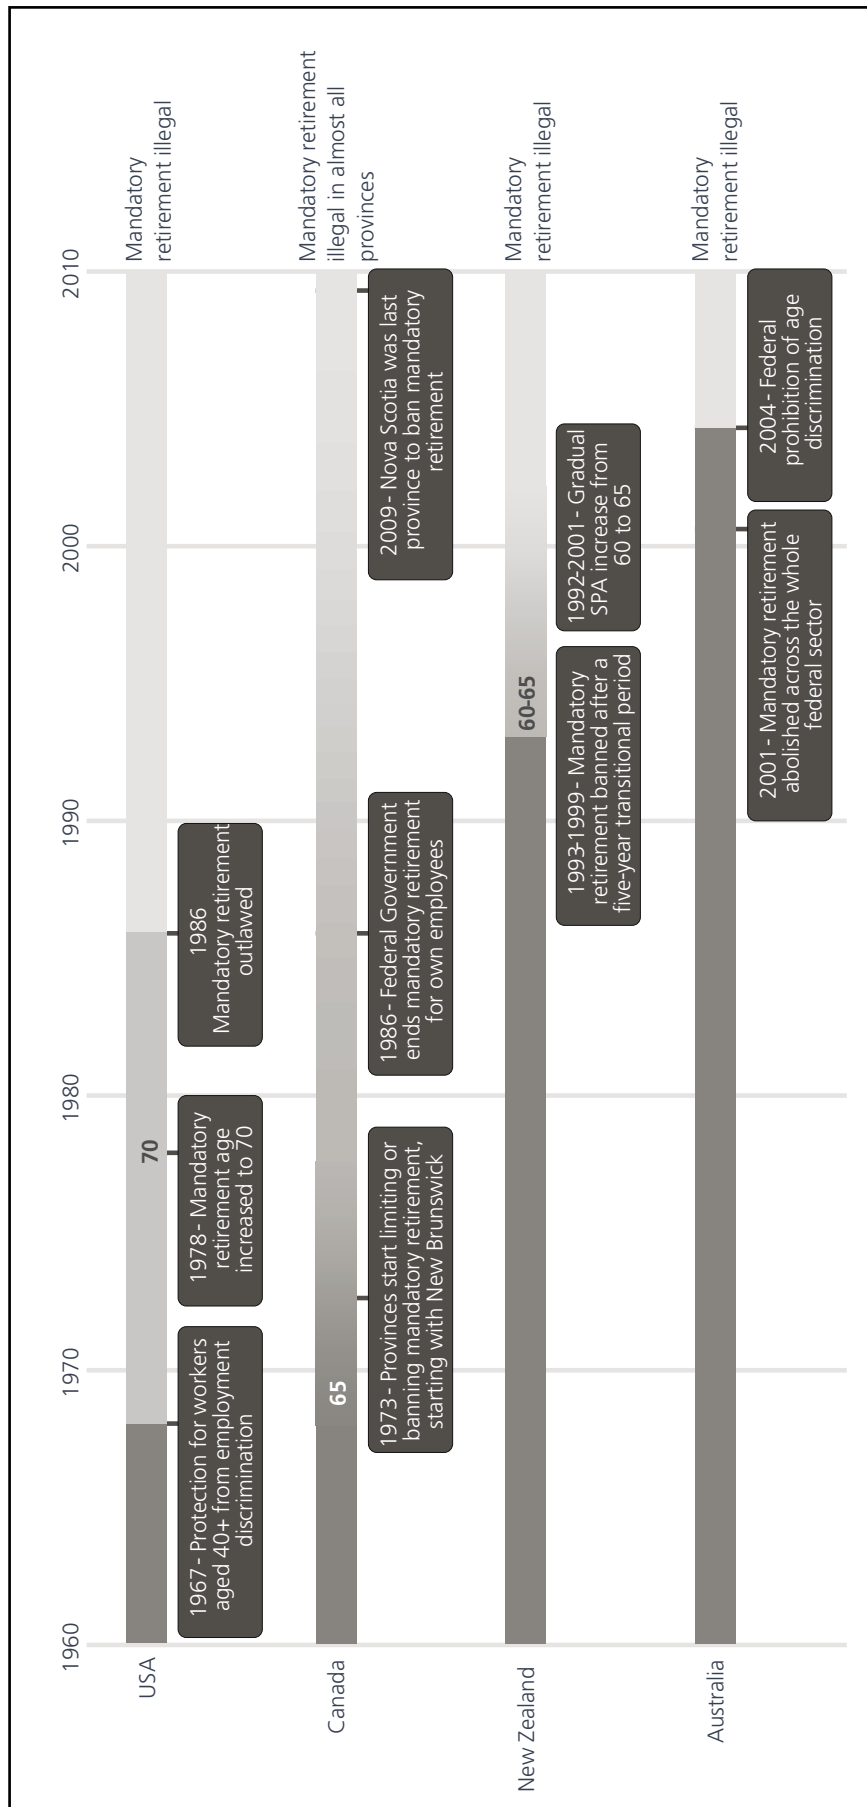 1960
1970
1980
1990
2000
2010
USA
70
Mandatory
retirement illegal
1967 - Protection for workers
aged 40+ from employment
discrimination
1978 - Mandatory
retirement age
increased to 70
1986
Mandatory retirement
outlawed
Canada
65
Mandatory retirement
illegal in almost all
provinces
1973 - Provinces start limiting or
banning mandatory retirement,
starting with New Brunswick
1986 - Federal Government
ends mandatory retirement
for own employees
2009 - Nova Scotia was last
province to ban mandatory
retirement
New Zealand
60-65
Mandatory
retirement illegal
1993-1999 - Mandatory
retirement banned after a
five-year transitional period
1992-2001 - Gradual
SPA increase from
60 to 65
Australia
Mandatory
retirement illegal
2001 - Mandatory retirement
abolished across the whole
federal sector
2004 - Federal
prohibition of age
discrimination